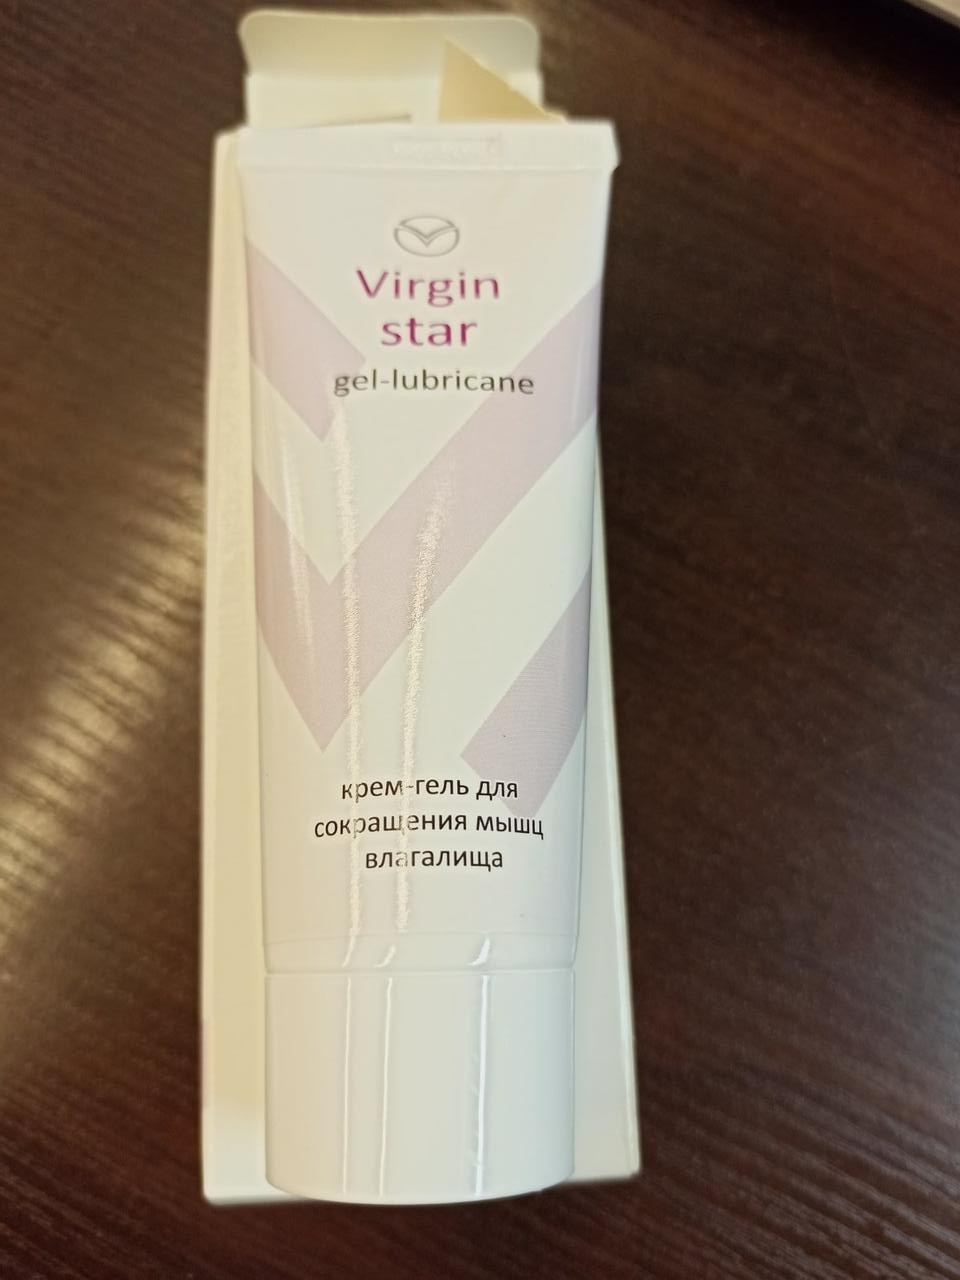 Virgin
star
gel-lubricane
крем-гель для
сокращения мышц
влагалища